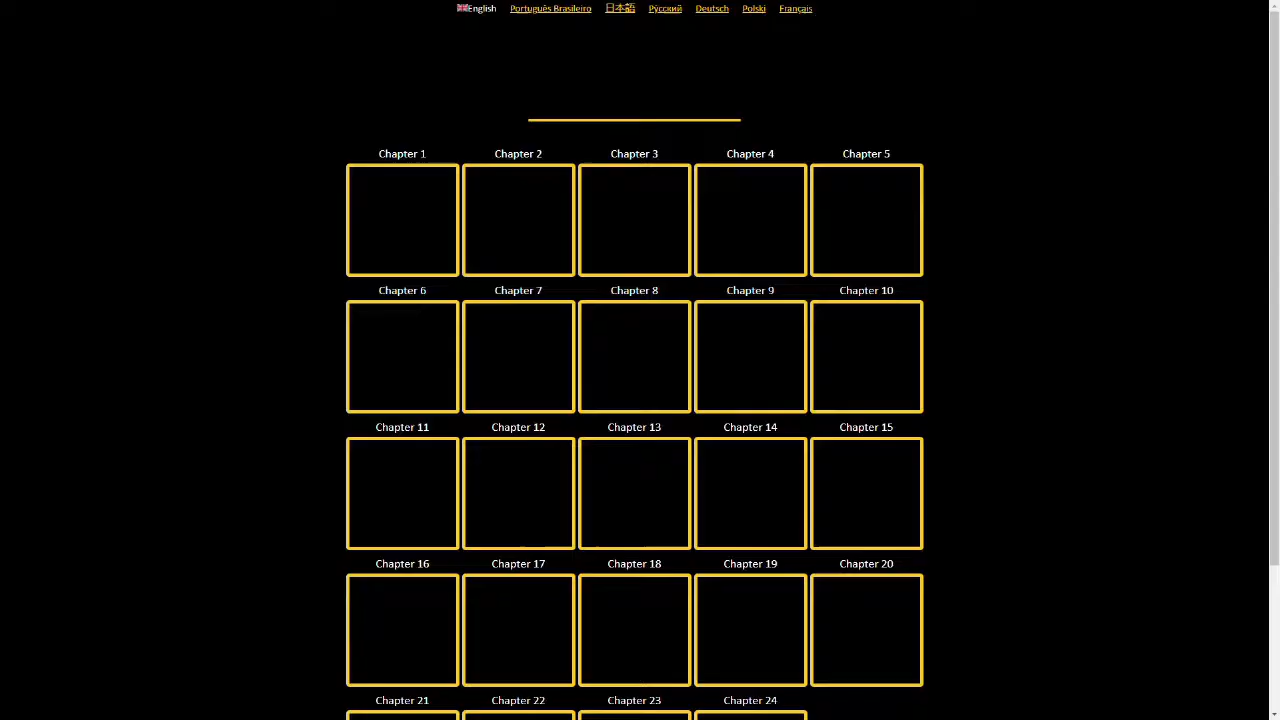 English Português Brasileiro 日本語 Рýсский Deutsch Polski Français
Chapter 1 Chapter 2 Chapter 3 Chapter 4 Chapter 5
Chapter 6 Chapter 7 Chapter 8 Chapter 9 Chapter 10
Chapter 11 Chapter 12 Chapter 13 Chapter 14 Chapter 15
Chapter 16 Chapter 17 Chapter 18 Chapter 19 Chapter 20
Chapter 21 Chapter 22 Chapter 23 Chapter 24